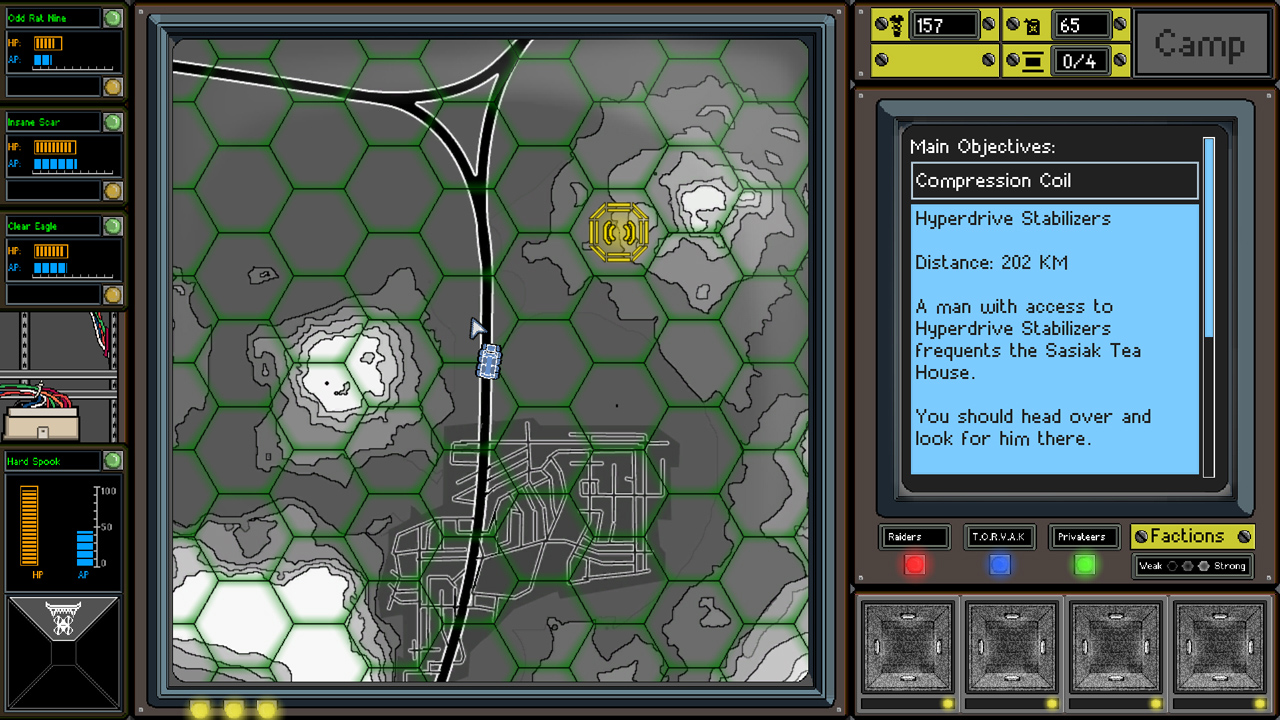 Odd Rat Nine
HP:
AP:
Insane Scar
HP:
AP:
Clear Eagle
HP:
AP:
Hard Spook
100
50
0
HP
AP
157
65
0/4
Camp
Main Objectives:
Compression Coil
Hyperdrive Stabilizers
Distance: 202 KM
A man with access to
Hyperdrive Stabilizers
frequents the Sasiak Tea
House.
You should head over and
look for him there.
Raiders
T.O.R.V.A.K
Privateers
Factions
Weak
Strong